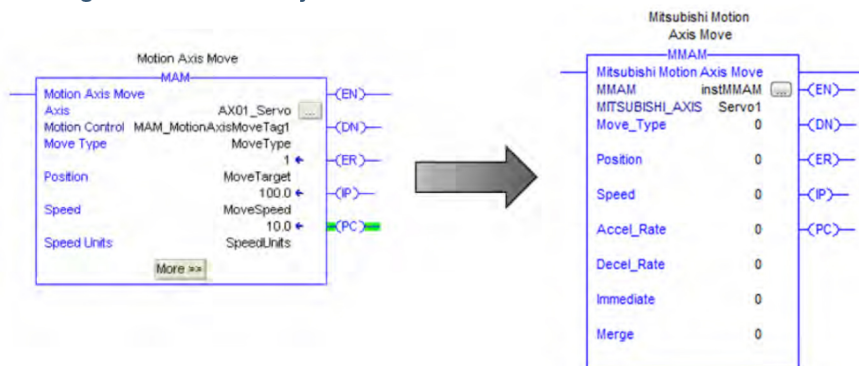 Motion Axis Move
MAM
Motion Axis Move
Axis AX01_Servo ...
Motion Control MAM_MotionAxisMoveTag1
Move Type MoveType
1
Position MoveTarget
100.0
Speed MoveSpeed
10.0
Speed Units SpeedUnits
More >>
(EN)
(DN)
(ER)
(IP)
(PC)
Mitsubishi Motion
Axis Move
MMAM
Mitsubishi Motion Axis Move
MMAM instMMAM ...
MITSUBISHI_AXIS Servo1
Move_Type 0
Position 0
Speed 0
Accel_Rate 0
Decel_Rate 0
Immediate 0
Merge 0
(EN)
(DN)
(ER)
(IP)
(PC)